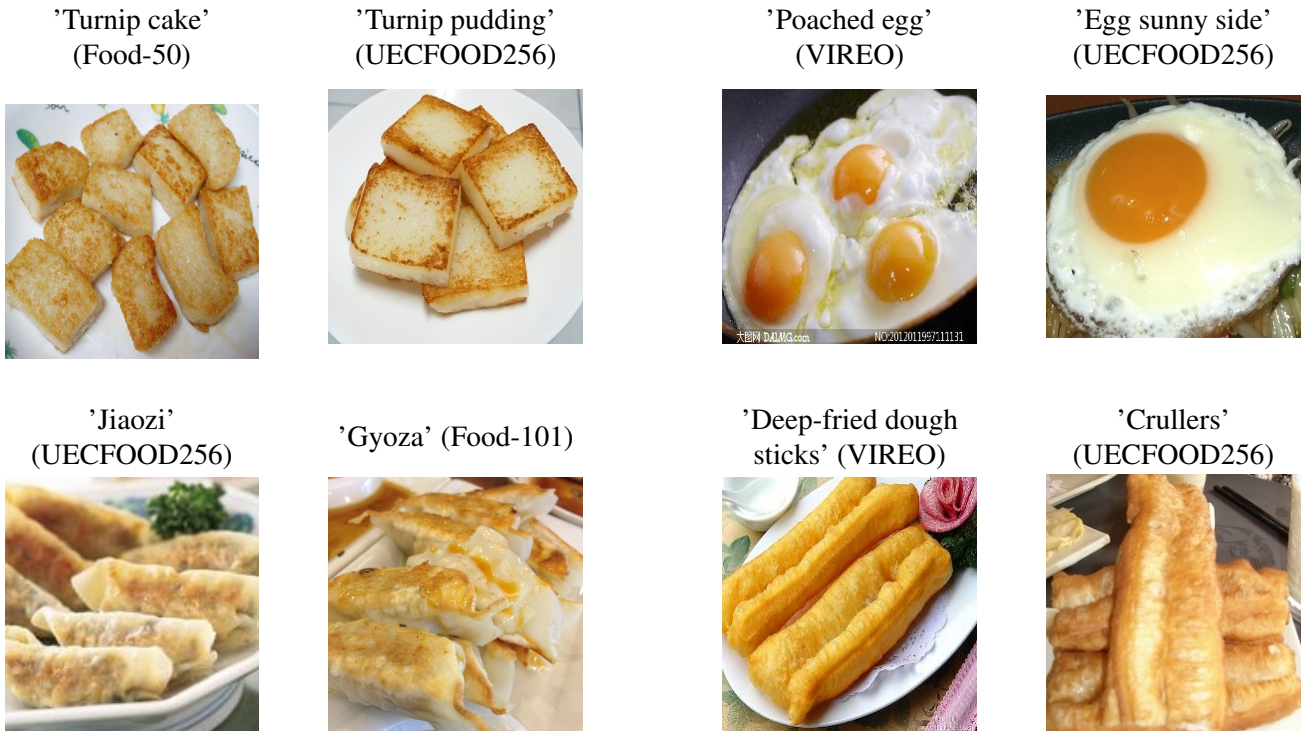 ’Turnip cake’
(Food-50)
’Turnip pudding’
(UECFOOD256)
’Poached egg’
(VIREO)
’Egg sunny side’
(UECFOOD256)
大图网 DAIMG.com
NO:2012011997111131
’Jiaozi’
(UECFOOD256)
’Gyoza’ (Food-101)
’Deep-fried dough
sticks’ (VIREO)
’Crullers’
(UECFOOD256)